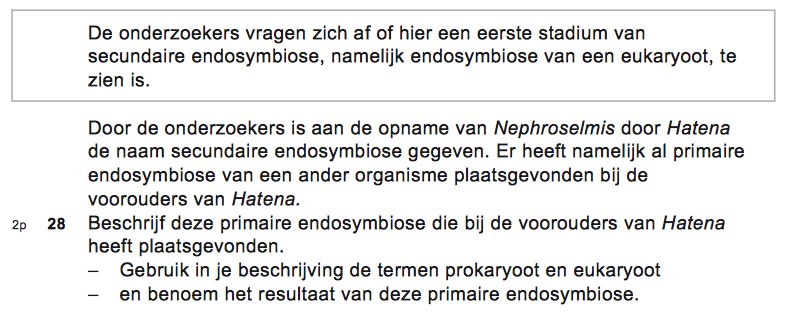 De onderzoekers vragen zich af of hier een eerste stadium van
secundaire endosymbiose, namelijk endosymbiose van een eukaryoot, te
zien is.
Door de onderzoekers is aan de opname van Nephroselmis door Hatena
de naam secundaire endosymbiose gegeven. Er heeft namelijk al primaire
endosymbiose van een ander organisme plaatsgevonden bij de
voorouders van Hatena.
2p 28 Beschrijf deze primaire endosymbiose die bij de voorouders van Hatena
heeft plaatsgevonden.
– Gebruik in je beschrijving de termen prokaryoot en eukaryoot
– en benoem het resultaat van deze primaire endosymbiose.